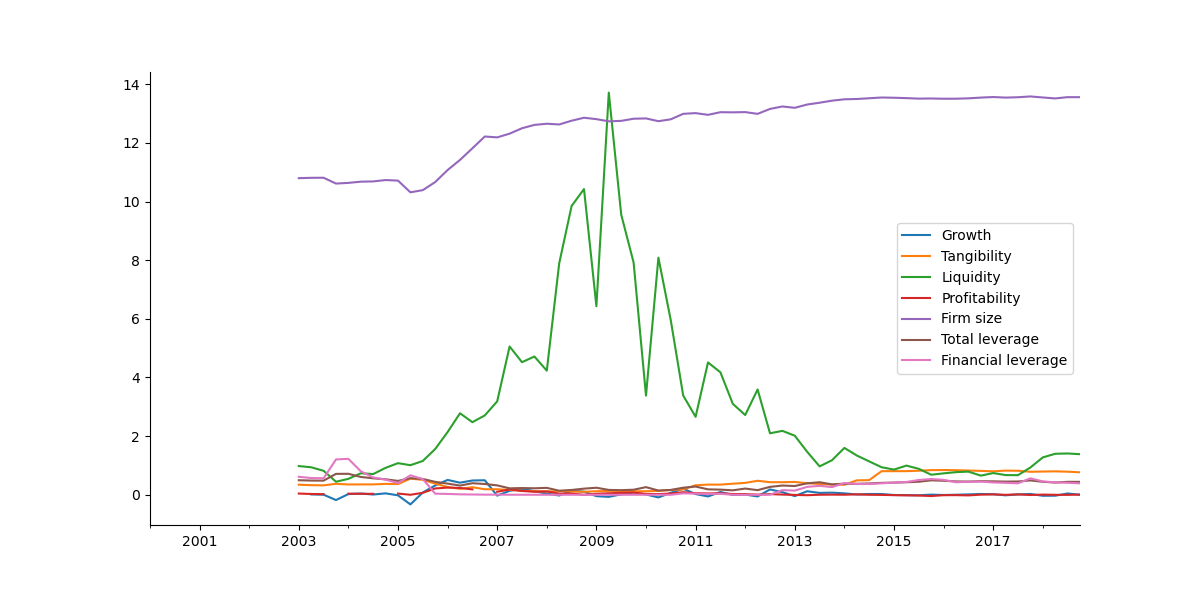 14
12
10
8
6
4
2
0
2001 2003 2005 2007 2009 2011 2013 2015 2017
Growth
Tangibility
Liquidity
Profitability
Firm size
Total leverage
Financial leverage